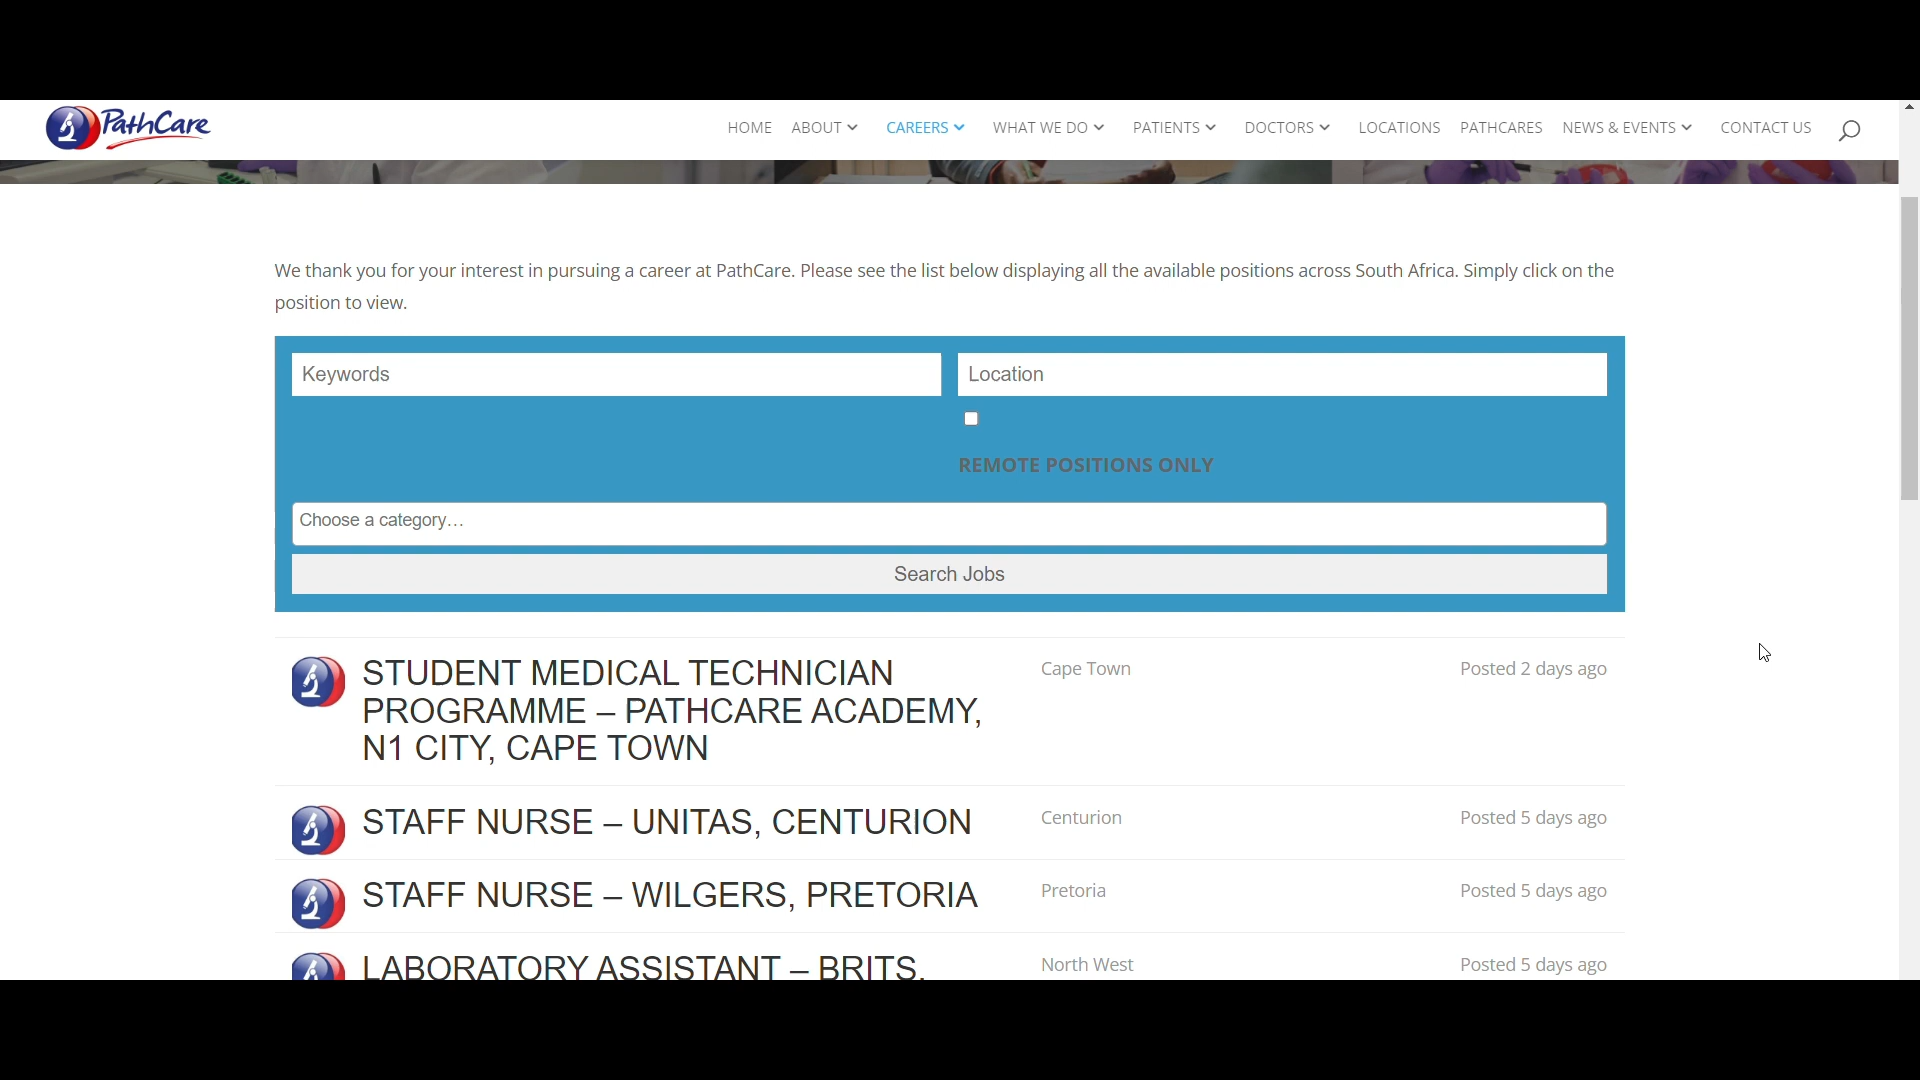 PathCare
HOME ABOUT CAREERS WHAT WE DO PATIENTS DOCTORS LOCATIONS PATHCARES NEWS & EVENTS CONTACT US
We thank you for your interest in pursuing a career at PathCare. Please see the list below displaying all the available positions across South Africa. Simply click on the
position to view.
Keywords Location
REMOTE POSITIONS ONLY
Choose a category…
Search Jobs
STUDENT MEDICAL TECHNICIAN Cape Town Posted 2 days ago
PROGRAMME – PATHCARE ACADEMY,
N1 CITY, CAPE TOWN
STAFF NURSE – UNITAS, CENTURION Centurion Posted 5 days ago
STAFF NURSE – WILGERS, PRETORIA Pretoria Posted 5 days ago
LABORATORY ASSISTANT – BRITS, North West Posted 5 days ago